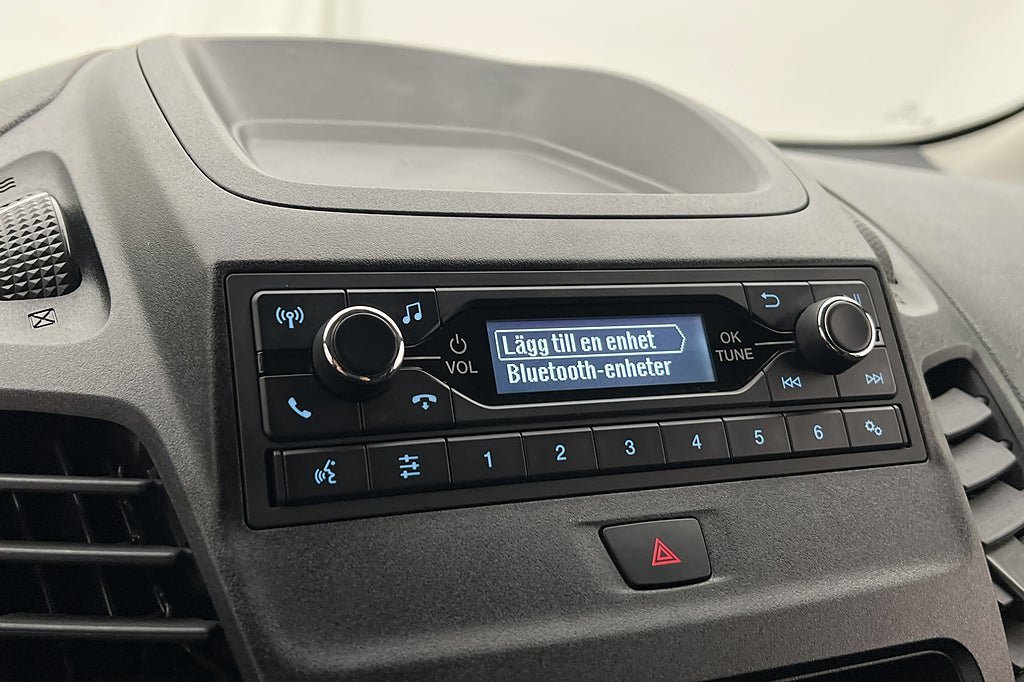 Lägg till en enhet
Bluetooth-enheter
VOL
OK
TUNE
1 2 3 4 5 6